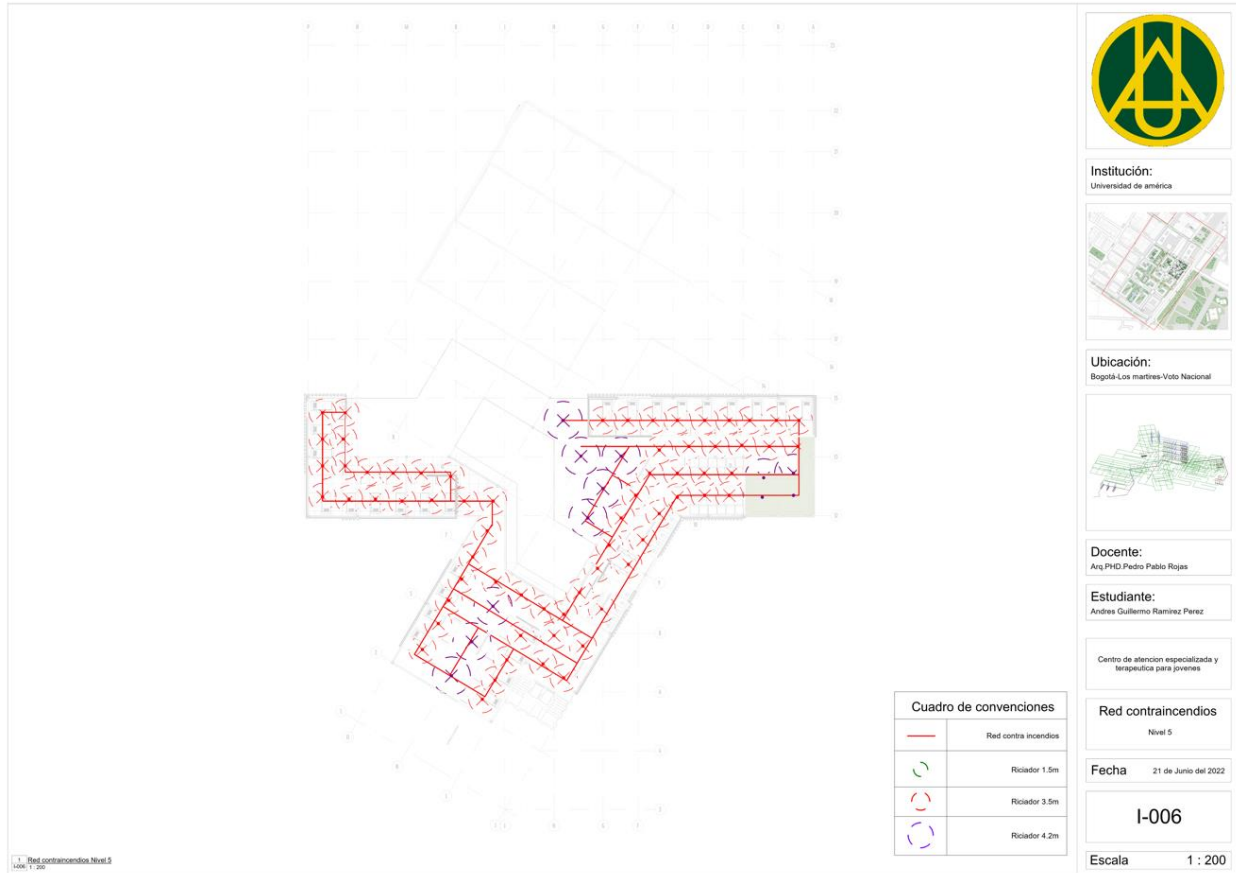 Institución:
Universidad de américa
Ubicación:
Bogotá-Los martires-Voto Nacional
Docente:
Arq.PHD.Pedro Pablo Rojas
Estudiante:
Andres Guillermo Ramirez Perez
Centro de atencion especializada y
terapeutica para jovenes
Red contraincendios
Nivel 5
Fecha 21 de Junio del 2022
I-006
Escala 1 : 200
Cuadro de convenciones
Red contra incendios
Riciador 1.5m
Riciador 3.5m
Riciador 4.2m
1 Red contraincendios Nivel 5
I-006 1 : 200